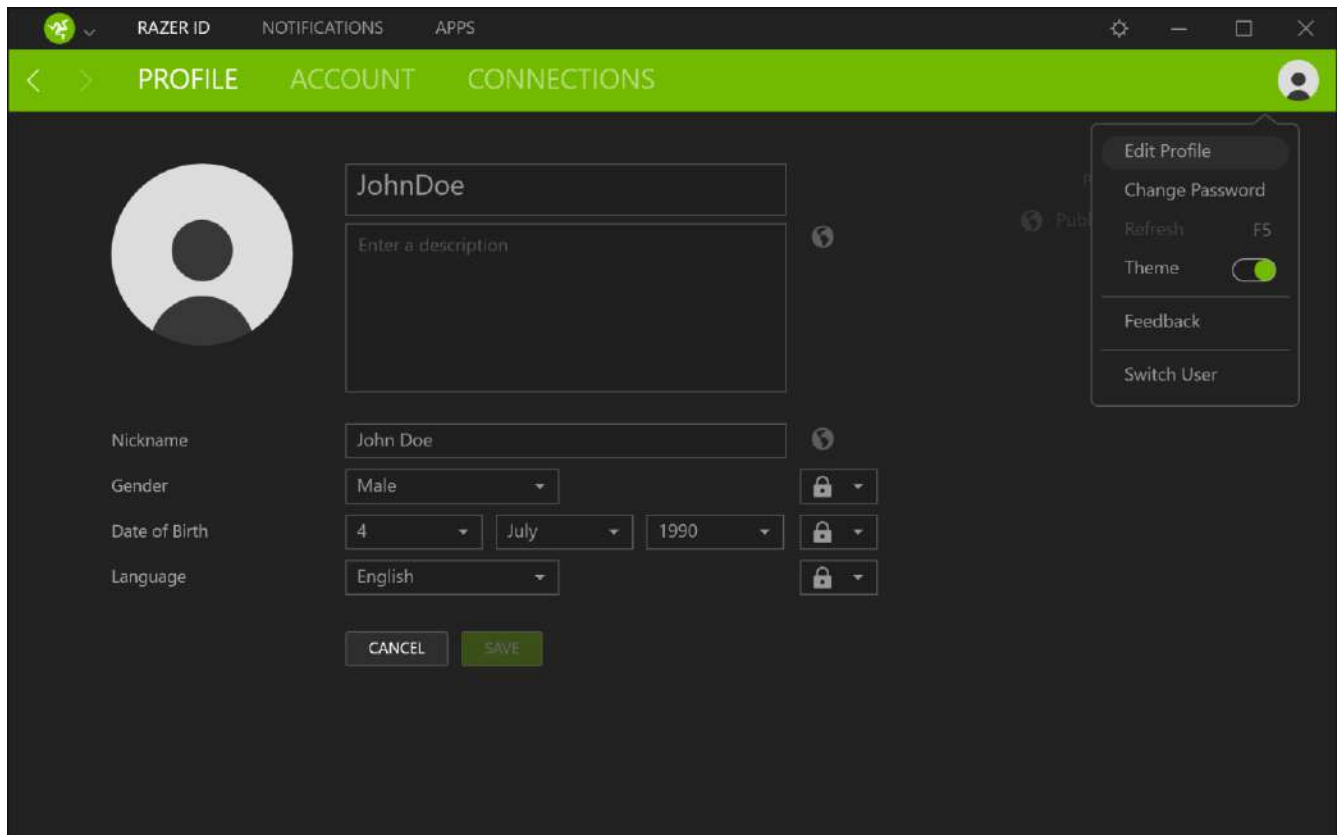 RAZER ID NOTIFICATIONS APPS
PROFILE ACCOUNT CONNECTIONS
Edit Profile
Change Password
Refresh F5
Theme
Feedback
Switch User
JohnDoe
Enter a description
Nickname John Doe
Gender Male
Date of Birth 4 July 1990
Language English
CANCEL SAVE